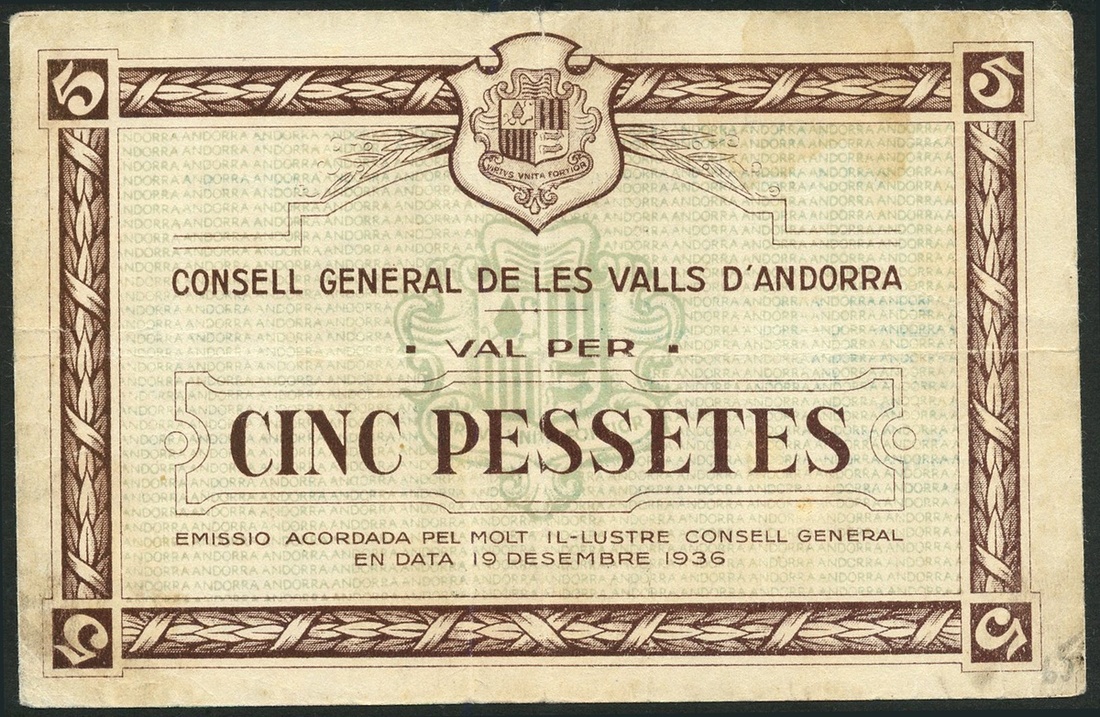 5 5
VIRTVS VNITA FORTIOR
CONSELL GENERAL DE LES VALLS D'ANDORRA
VAL PER
CINC PESSETES
EMISSIO ACORDADA PEL MOLT IL-LUSTRE CONSELL GENERAL
EN DATA 19 DESEMBRE 1936
5 5
65